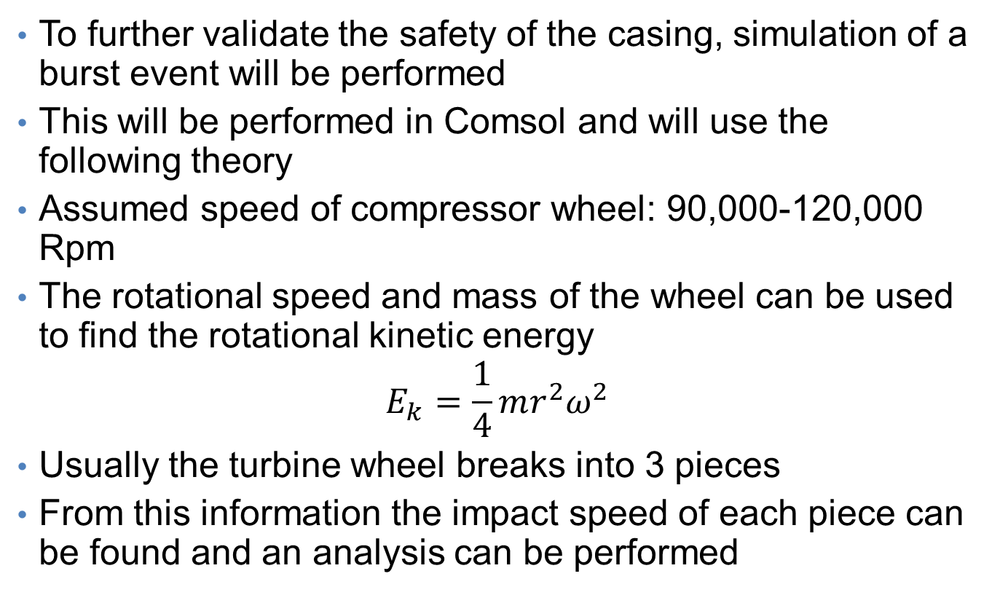 • To further validate the safety of the casing, simulation of a
burst event will be performed
• This will be performed in Comsol and will use the
following theory
• Assumed speed of compressor wheel: 90,000-120,000
Rpm
• The rotational speed and mass of the wheel can be used
to find the rotational kinetic energy
E_k = \frac{1}{4} m r^2 ω^2
• Usually the turbine wheel breaks into 3 pieces
• From this information the impact speed of each piece can
be found and an analysis can be performed